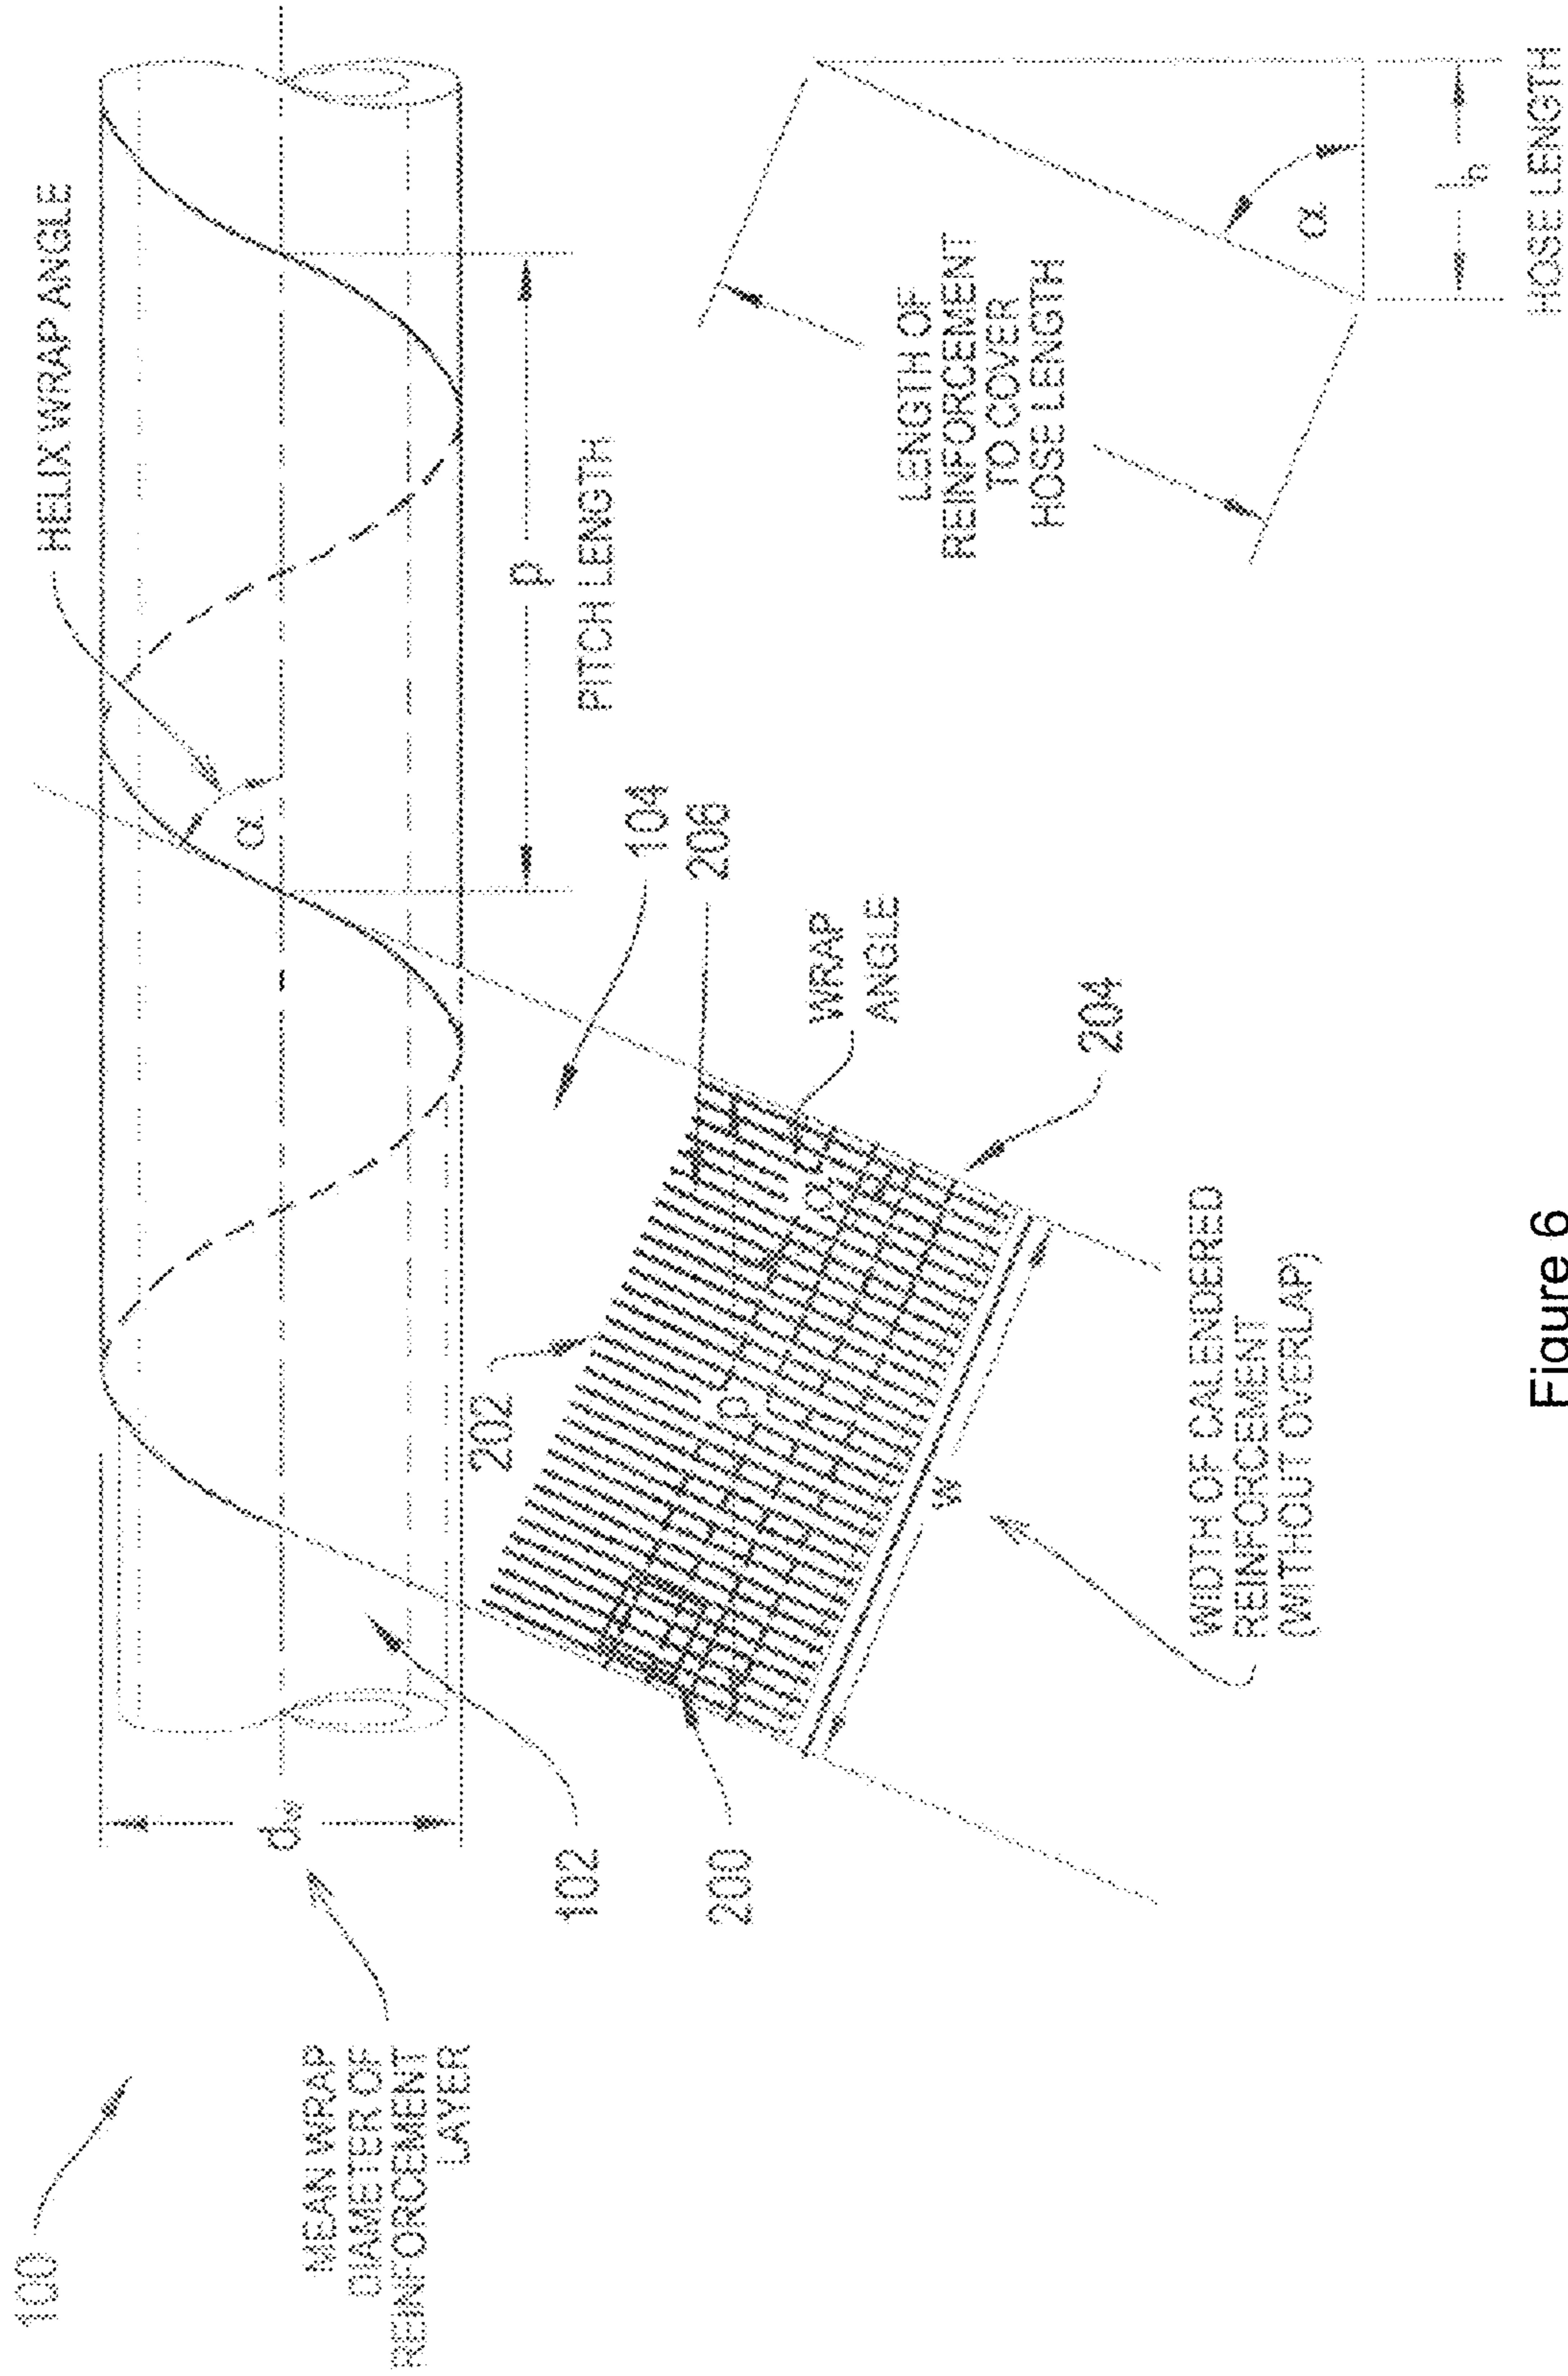 100
MEAN WRAP
DIAMETER OF
REINFORCEMENT
LAYER
dw
102
200
202
HELIX WRAP ANGLE
α
p
PITCH LENGTH
104
206
WRAP
ANGLE
204
p
α
w
WIDTH OF CALENDERED
REINFORCEMENT
(WITHOUT OVERLAP)
LENGTH OF
REINFORCEMENT
TO COVER
HOSE LENGTH
α
HOSE LENGTH
Figure 6